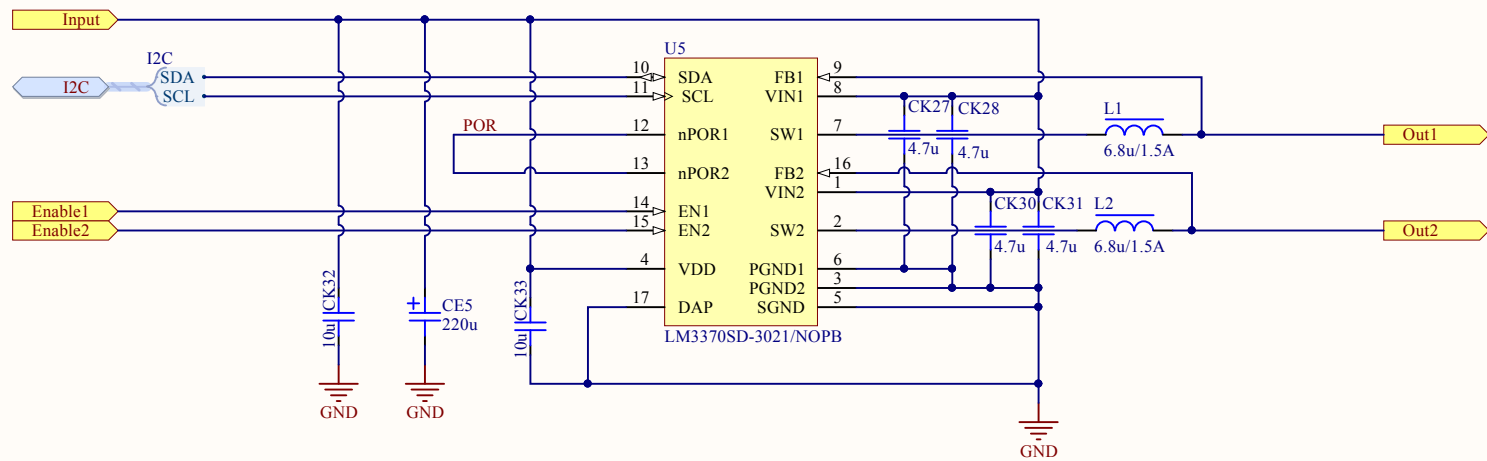 Input
I2C
I2C
SDA
SCL
POR
Enable1
Enable2
U5
10 SDA
11 SCL
12 nPOR1
13 nPOR2
14 EN1
15 EN2
4 VDD
17 DAP
FB1 9
VIN1 8
SW1 7
FB2 16
VIN2 1
SW2 2
PGND1 6
PGND2 3
SGND 5
LM3370SD-3021/NOPB
CK27
4.7u
CK28
4.7u
L1
6.8u/1.5A
Out1
CK30
4.7u
CK31
4.7u
L2
6.8u/1.5A
Out2
CK32
10u
GND
+
CE5
220u
GND
CK33
10u
GND